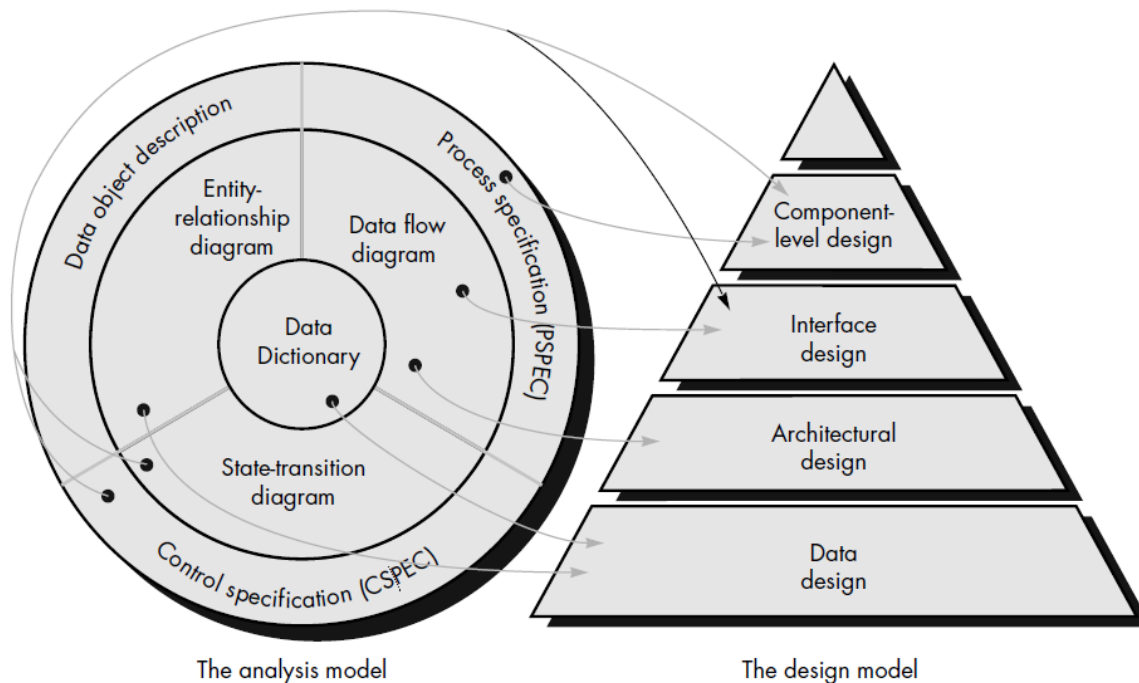 Data object description
Process specification (PSPEC)
Entity-
relationship
diagram
Data flow
diagram
Data
Dictionary
State-transition
diagram
Control specification (CSPEC)
The analysis model
Component-
level design
Interface
design
Architectural
design
Data
design
The design model